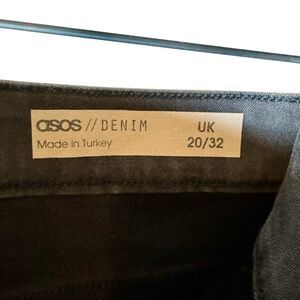 asos // DENIM UK
Made in Turkey 20/32